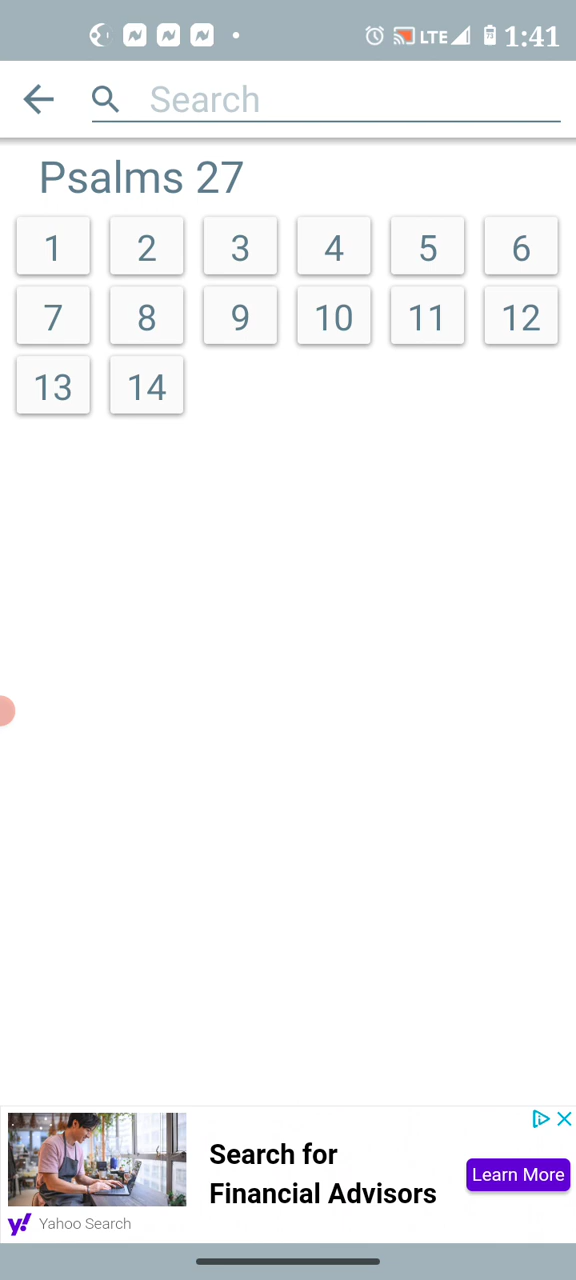 LTE 73 1:41
Search
Psalms 27
1 2 3 4 5 6
7 8 9 10 11 12
13 14
Search for
Financial Advisors
Learn More
y! Yahoo Search